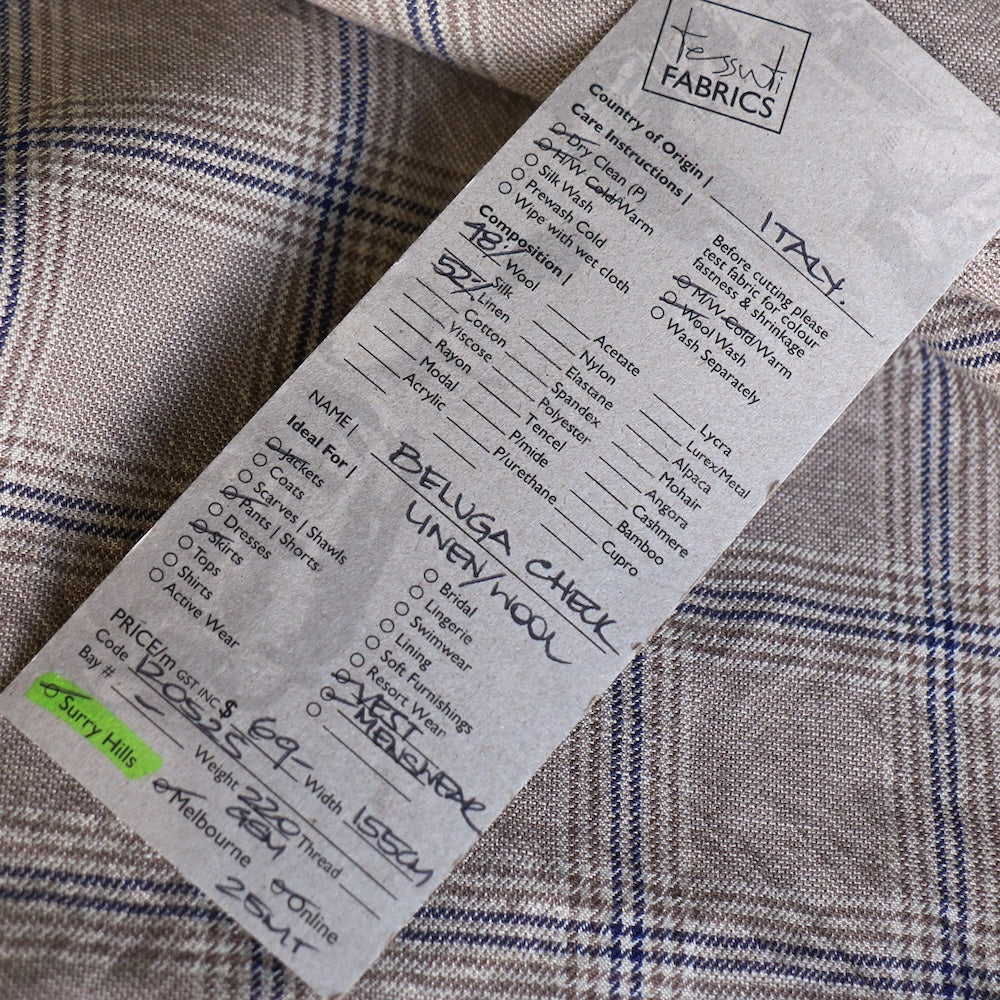 tessuti
FABRICS
Country of Origin | ITALY.
Care Instructions |
Dry Clean (P)
H/W Cold/Warm
Silk Wash
Prewash Cold
Wipe with wet cloth
Before cutting please
test fabric for colour
fastness & shrinkage
M/W Cold/Warm
Wool Wash
Wash Separately
Composition |
48% Wool
Silk
52% Linen
Cotton
Viscose
Rayon
Modal
Acrylic
Acetate
Nylon
Elastane
Spandex
Polyester
Tencel
P/mide
P/urethane
Lycra
Lurex/Metal
Alpaca
Mohair
Angora
Cashmere
Bamboo
Cupro
NAME | BELUGA CHECK
LINEN/WOOL
Ideal For |
Jackets
Coats
Scarves | Shawls
Pants | Shorts
Dresses
Skirts
Tops
Shirts
Active Wear
Bridal
Lingerie
Swimwear
Lining
Soft Furnishings
Resort Wear
VEST
MENSWEAR
PRICE/m GST INC $ 69- Width 155CM
Code Weight 220 Thread
GSM
Bay # -
Surry Hills
Melbourne
Online
25MT